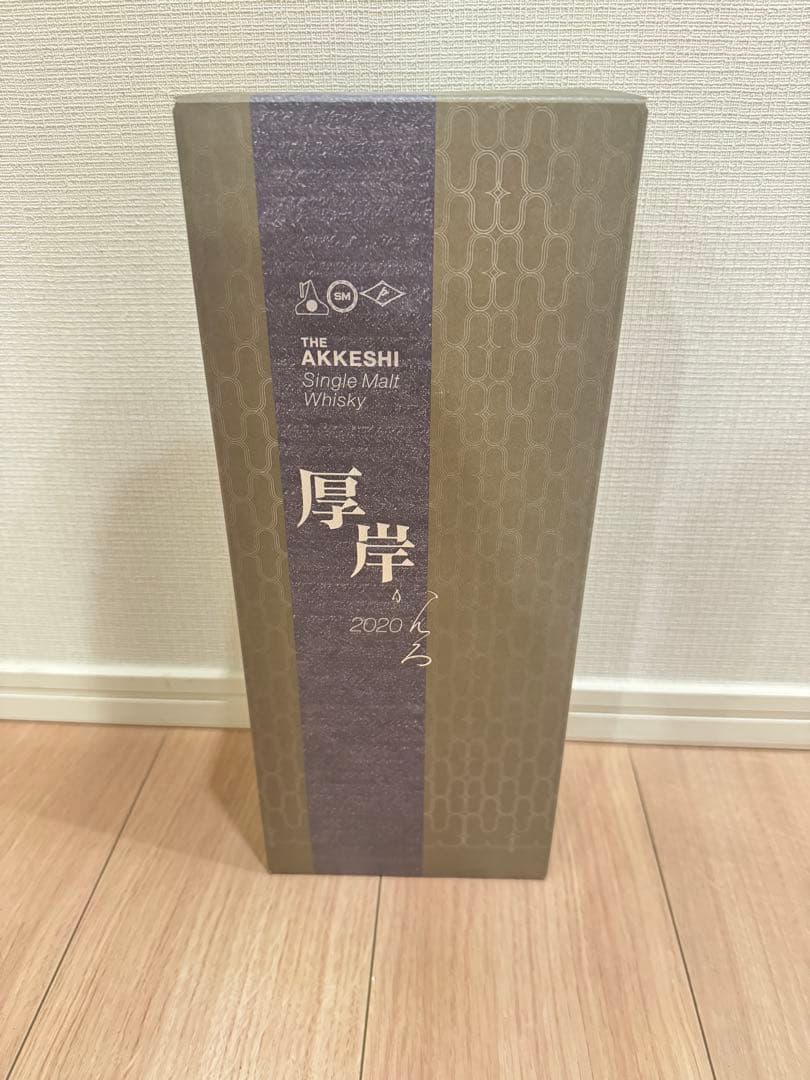 SM
THE
AKKESHI
Single Malt
Whisky
厚岸
2020